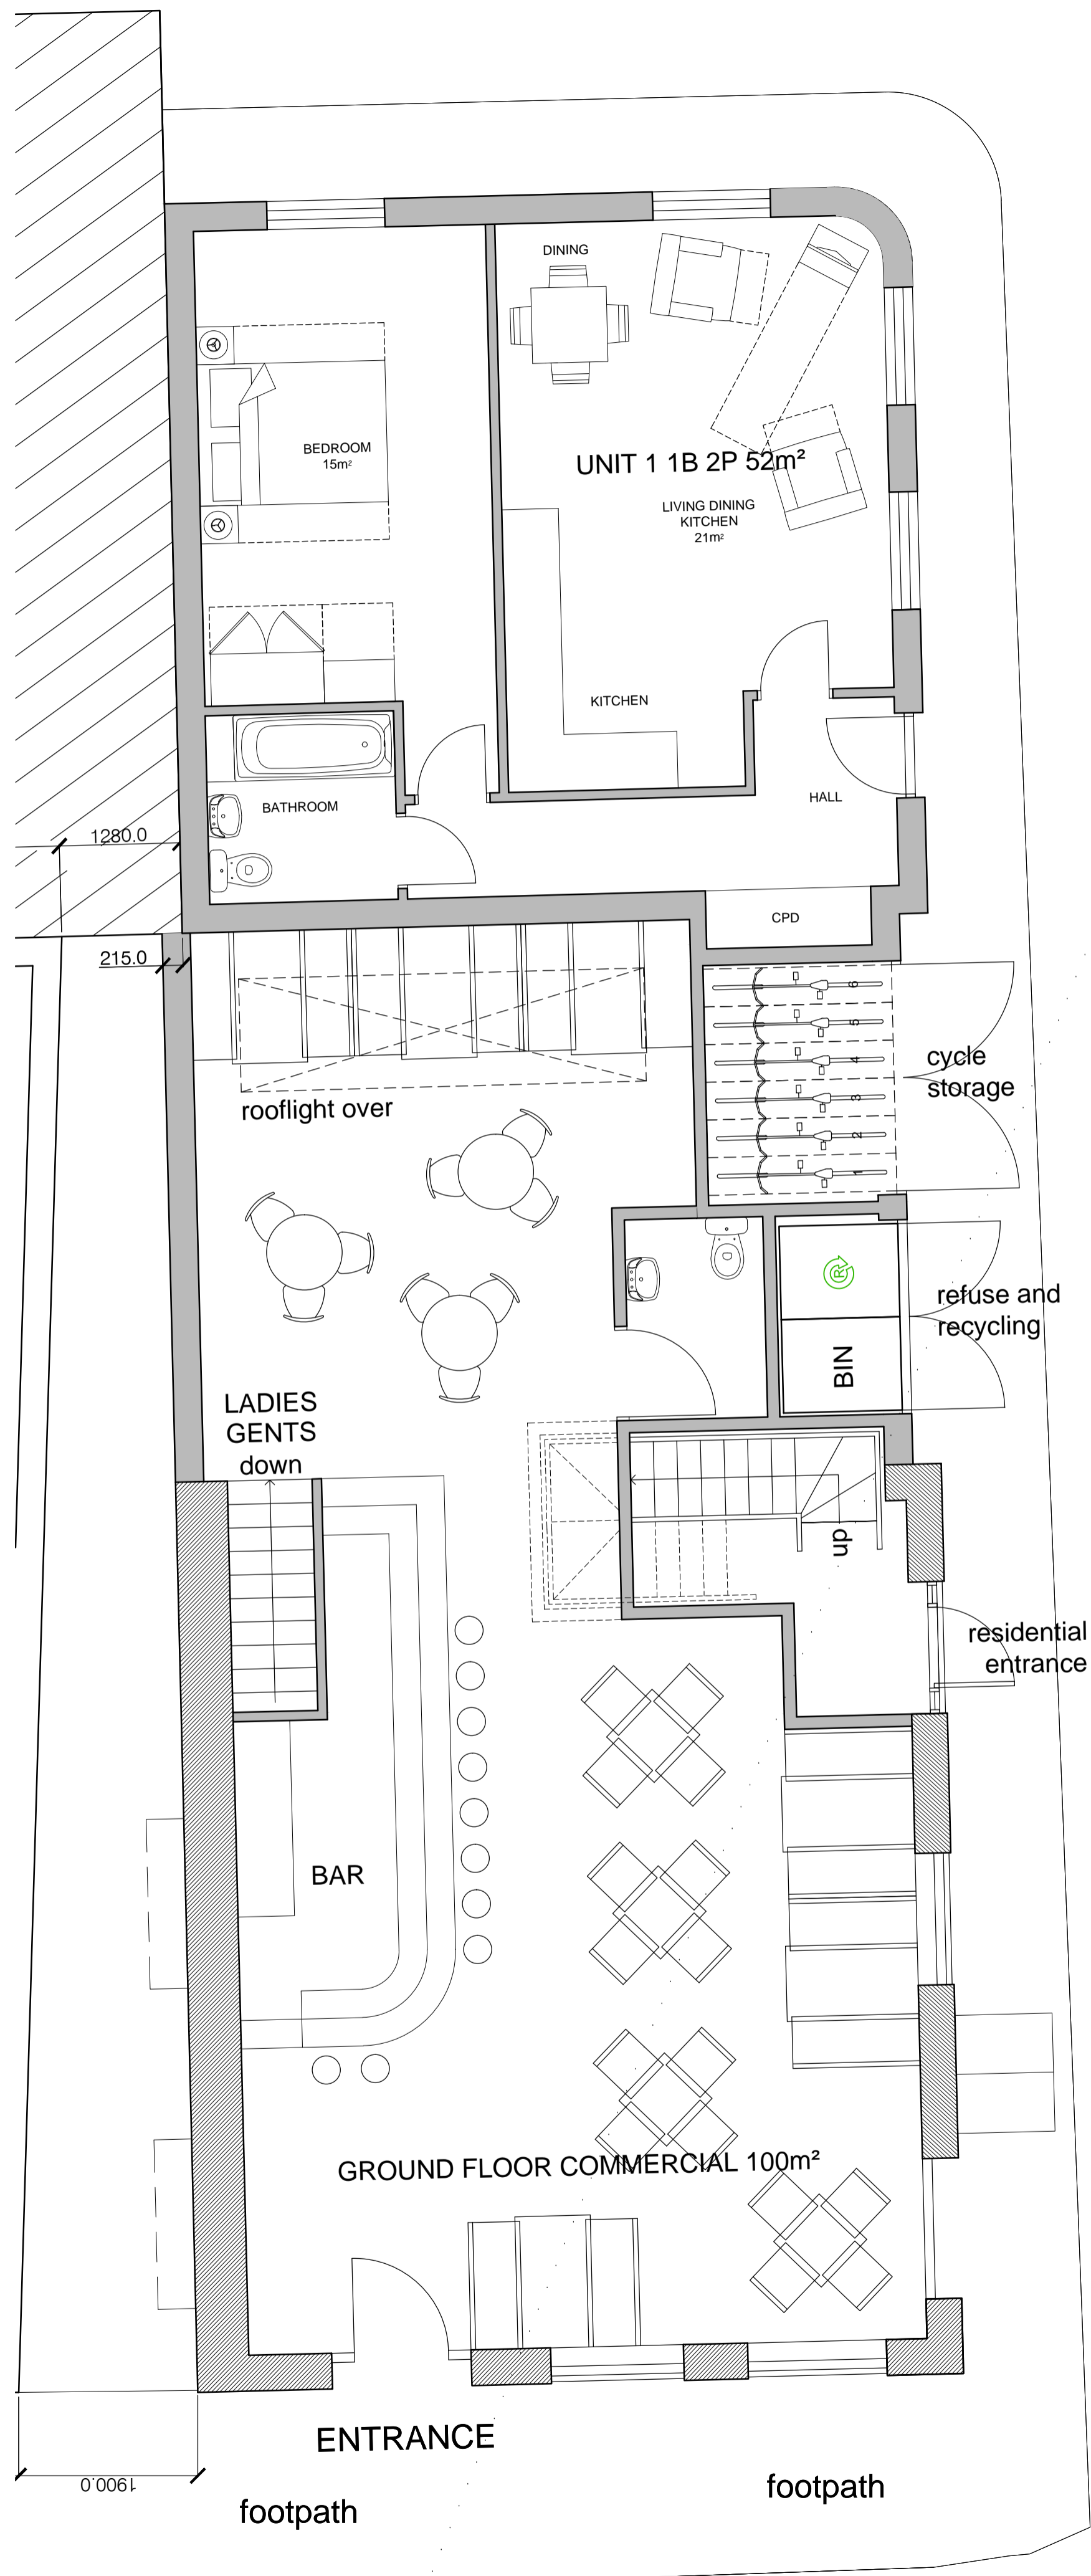 DINING
BEDROOM
15m²
UNIT 1 1B 2P 52m²
LIVING DINING
KITCHEN
21m²
KITCHEN
HALL
BATHROOM
1280.0
CPD
215.0
6
5
4
3
2
1
cycle
storage
rooflight over
R
refuse and
recycling
BIN
LADIES
GENTS
down
up
residential
entrance
BAR
GROUND FLOOR COMMERCIAL 100m²
ENTRANCE
1900.0
footpath
footpath